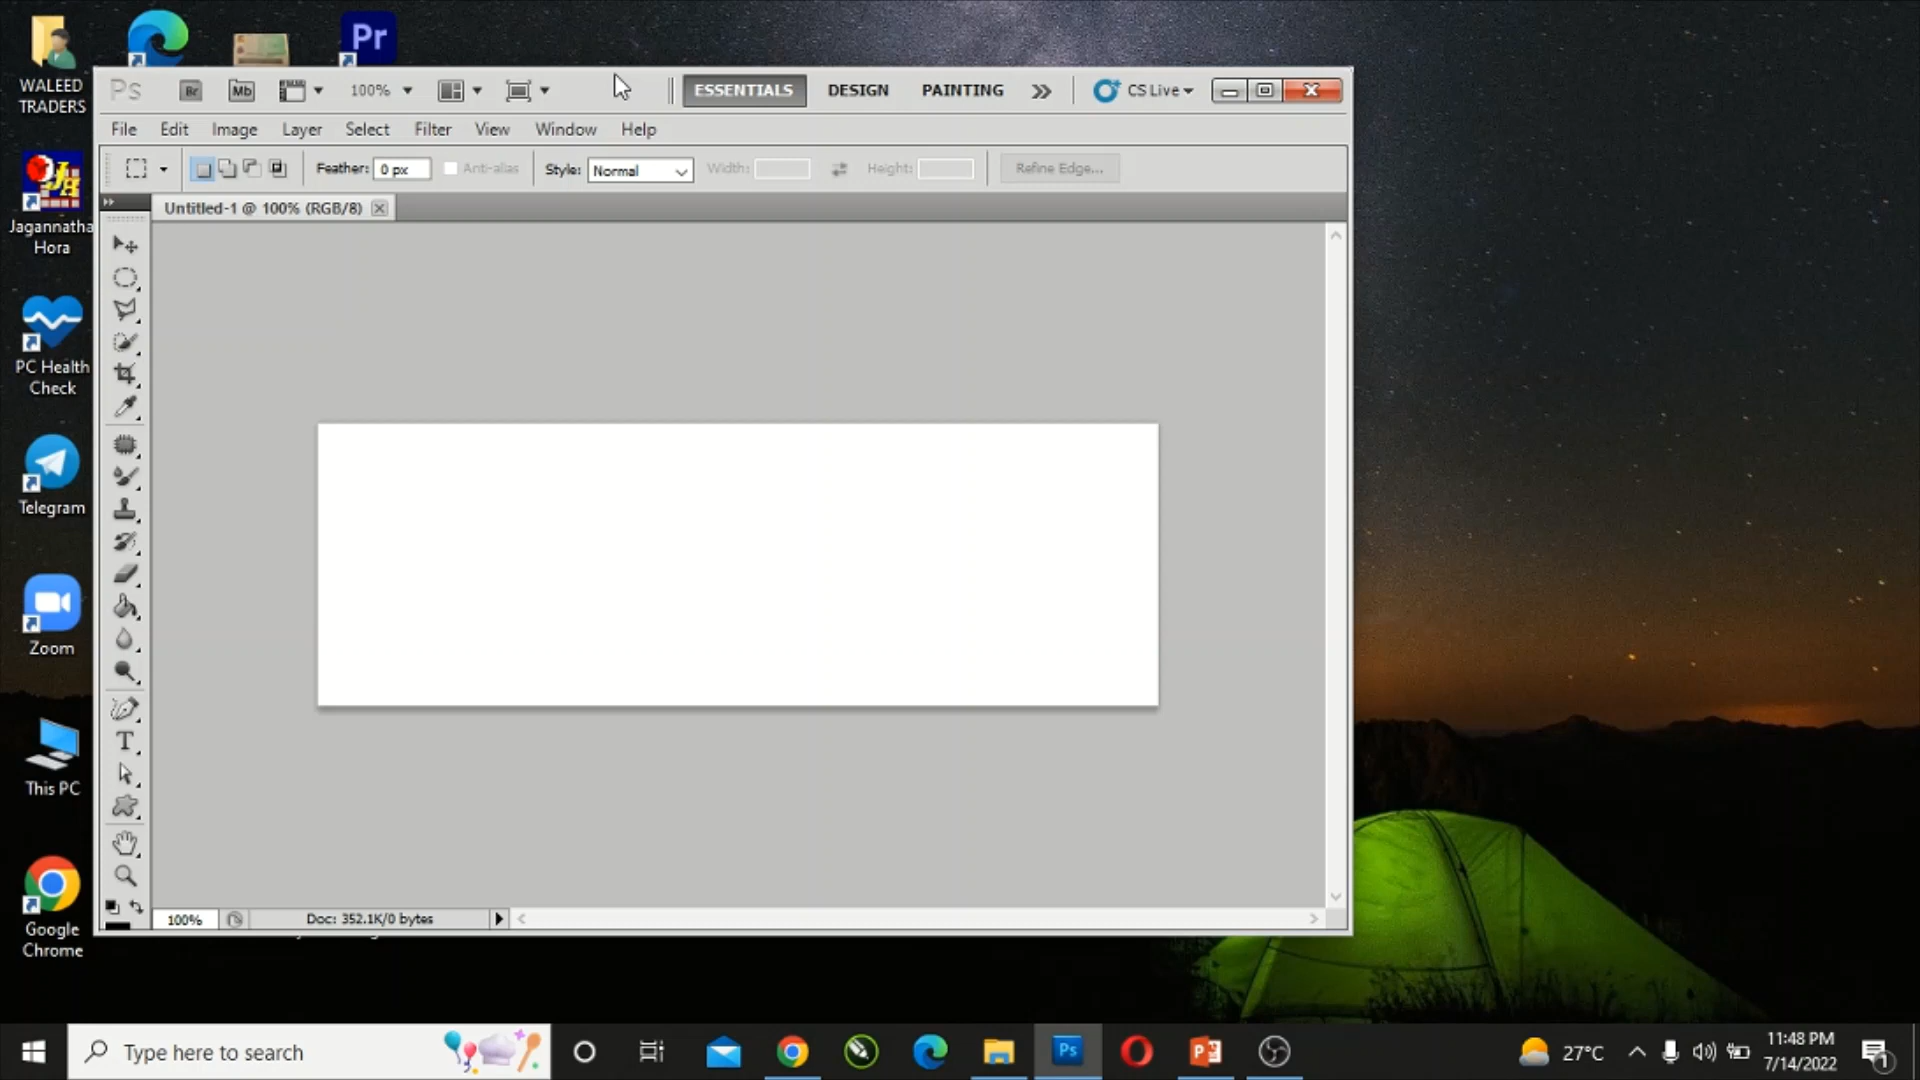 WALEED
TRADERS
Pr
Ps Br Mb 100% ESSENTIALS DESIGN PAINTING CS Live
File Edit Image Layer Select Filter View Window Help
Feather: 0 px Anti-alias Style: Normal Width: Height: Refine Edge...
Untitled-1 @ 100% (RGB/8)
Jagannatha
Hora
PC Health
Check
Telegram
Zoom
T
This PC
Google
Chrome
100% Doc: 352.1K/0 bytes
Type here to search
Ps
27°C
11:48 PM
7/14/2022
1